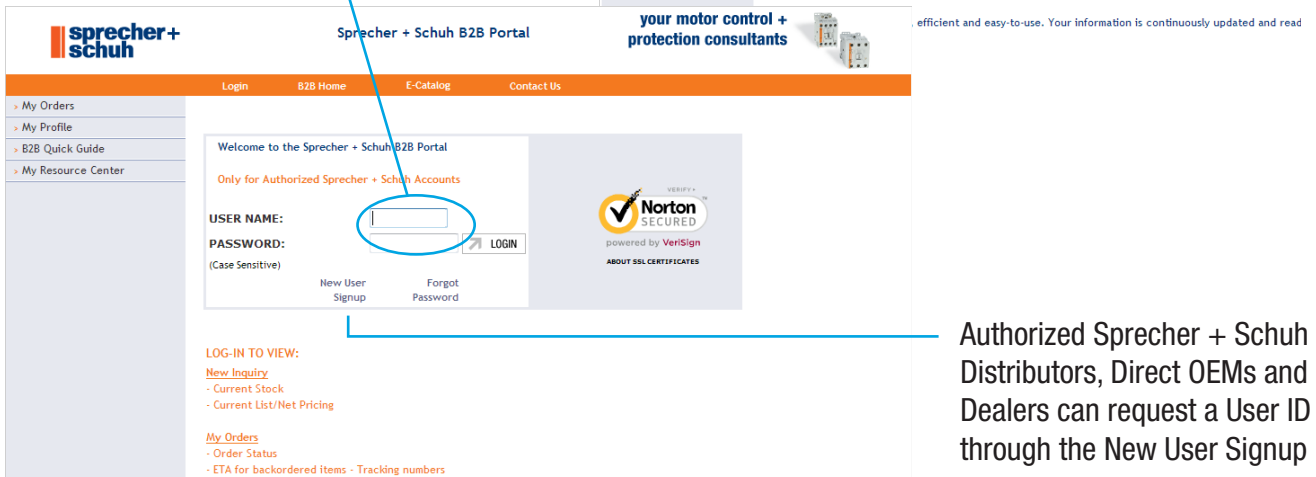 sprecher+
schuh
Sprecher + Schuh B2B Portal
your motor control +
protection consultants
, efficient and easy-to-use. Your information is continuously updated and read
Login B2B Home E-Catalog Contact Us
› My Orders
› My Profile
› B2B Quick Guide
› My Resource Center
Welcome to the Sprecher + Schuh B2B Portal
Only for Authorized Sprecher + Schuh Accounts
USER NAME:
PASSWORD:
LOGIN
(Case Sensitive)
New User
Signup
Forgot
Password
VERIFY▸
Norton
SECURED
powered by VeriSign
ABOUT SSL CERTIFICATES
LOG-IN TO VIEW:
New Inquiry
- Current Stock
- Current List/Net Pricing
My Orders
- Order Status
- ETA for backordered items - Tracking numbers
Authorized Sprecher + Schuh
Distributors, Direct OEMs and
Dealers can request a User ID
through the New User Signup